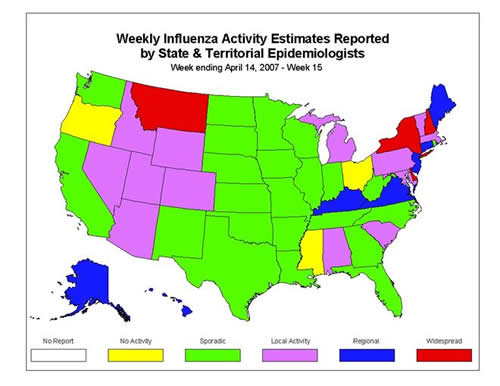 Weekly Influenza Activity Estimates Reported
by State & Territorial Epidemiologists
Week ending April 14, 2007 - Week 15
No Report No Activity Sporadic Local Activity Regional Widespread